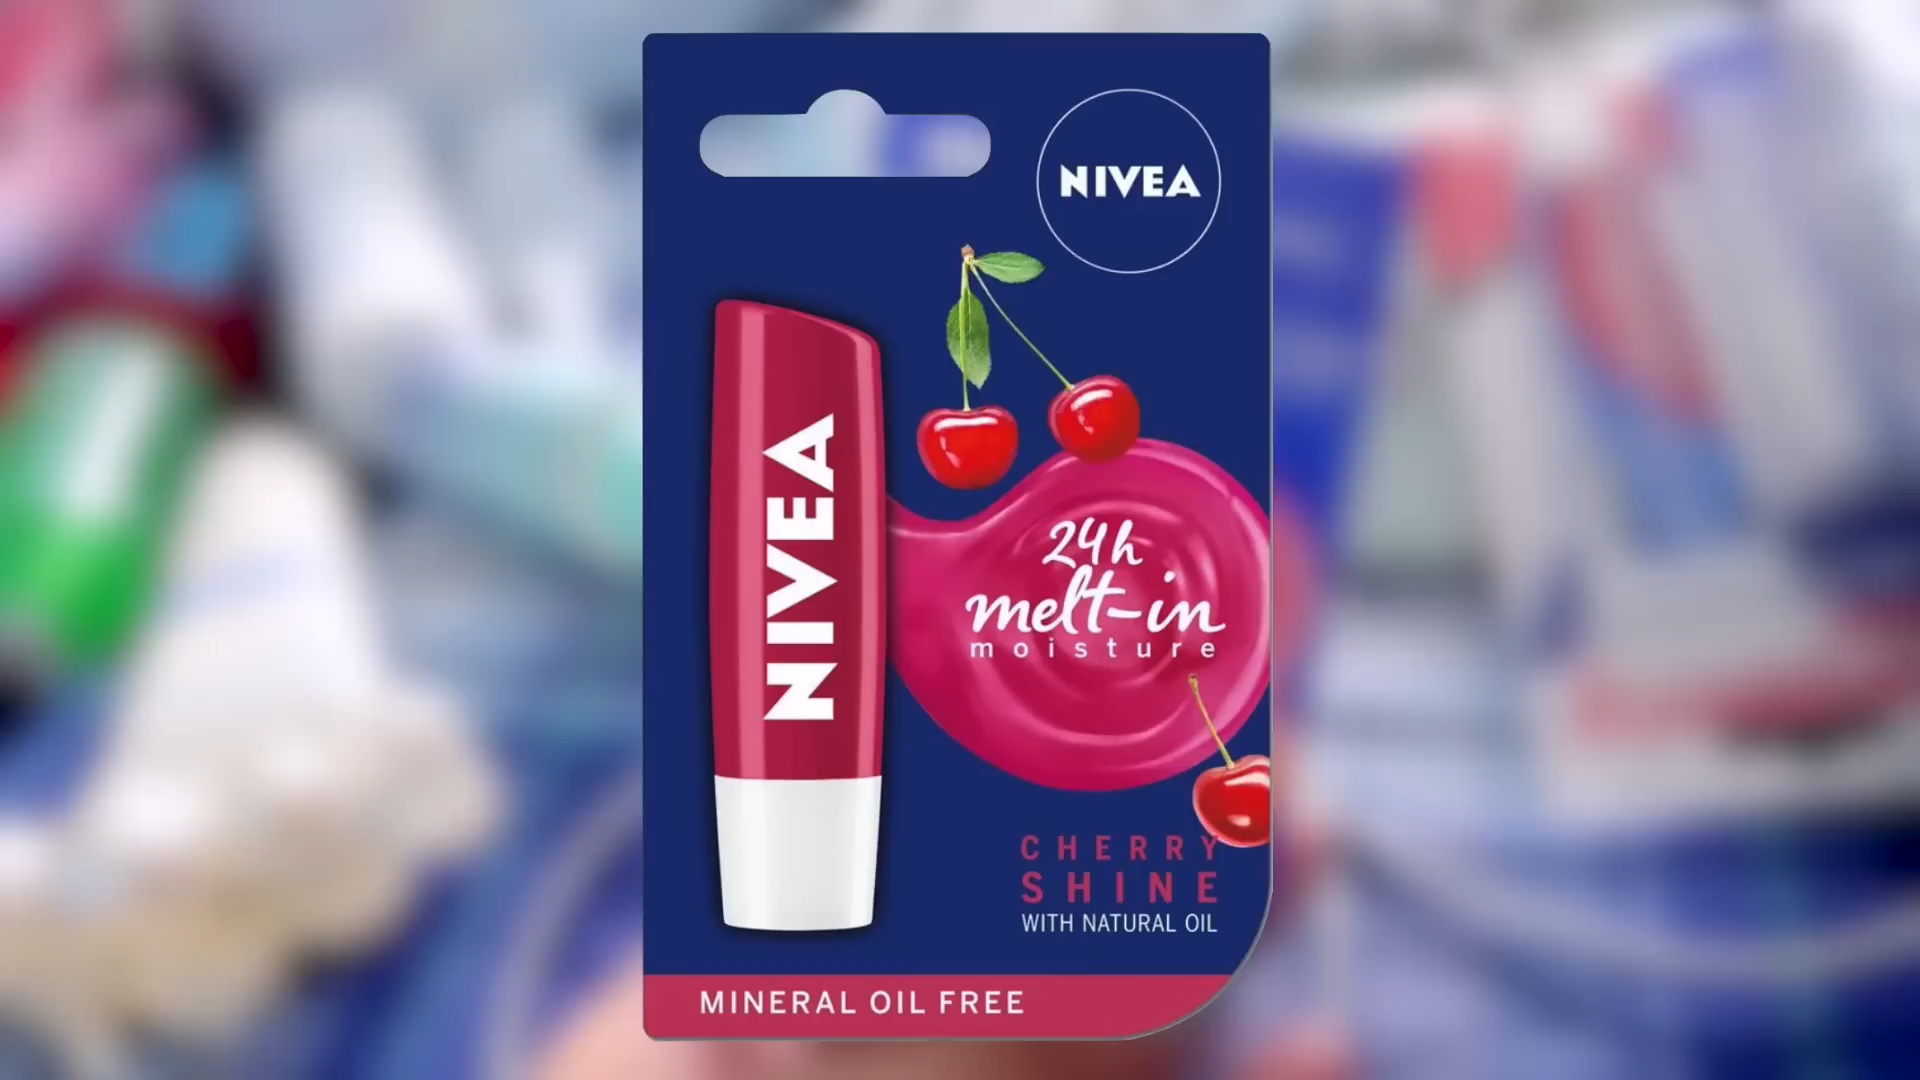 NIVEA
NIVEA
24h
melt-in
moisture
CHERRY
SHINE
WITH NATURAL OIL
MINERAL OIL FREE